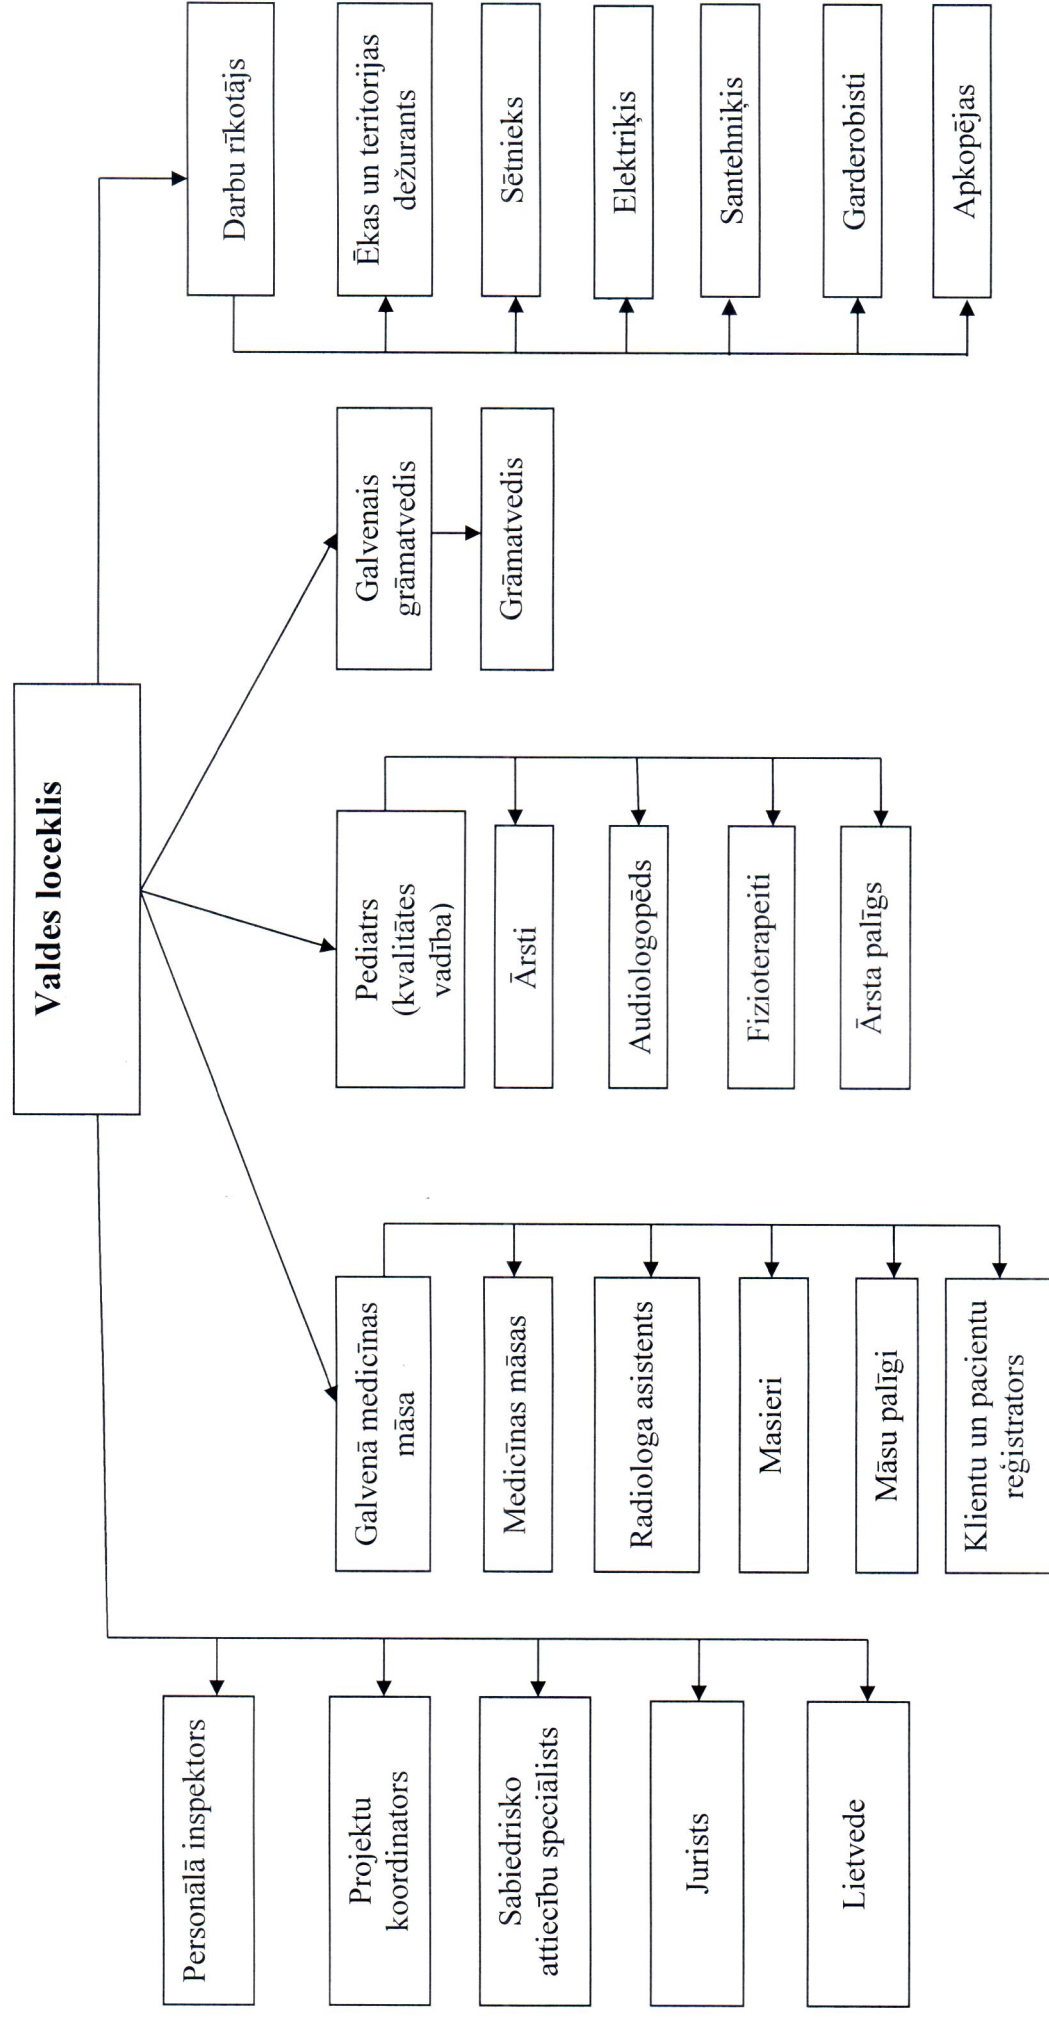 Valdes loceklis
Personālā inspektors
Projektu
koordinators
Sabiedrisko
attiecību speciālists
Jurists
Lietvede
Galvenā medicīnas
māsa
Medicīnas māsas
Radiologa asistents
Masieri
Māsu palīgi
Klientu un pacientu
reģistrators
Pediatrs
(kvalitātes
vadība)
Ārsti
Audiologopēds
Fizioterapeiti
Ārsta palīgs
Galvenais
grāmatvedis
Grāmatvedis
Darbu rīkotājs
Ēkas un teritorijas
dežurants
Sētnieks
Elektriķis
Santehniķis
Garderobisti
Apkopējas